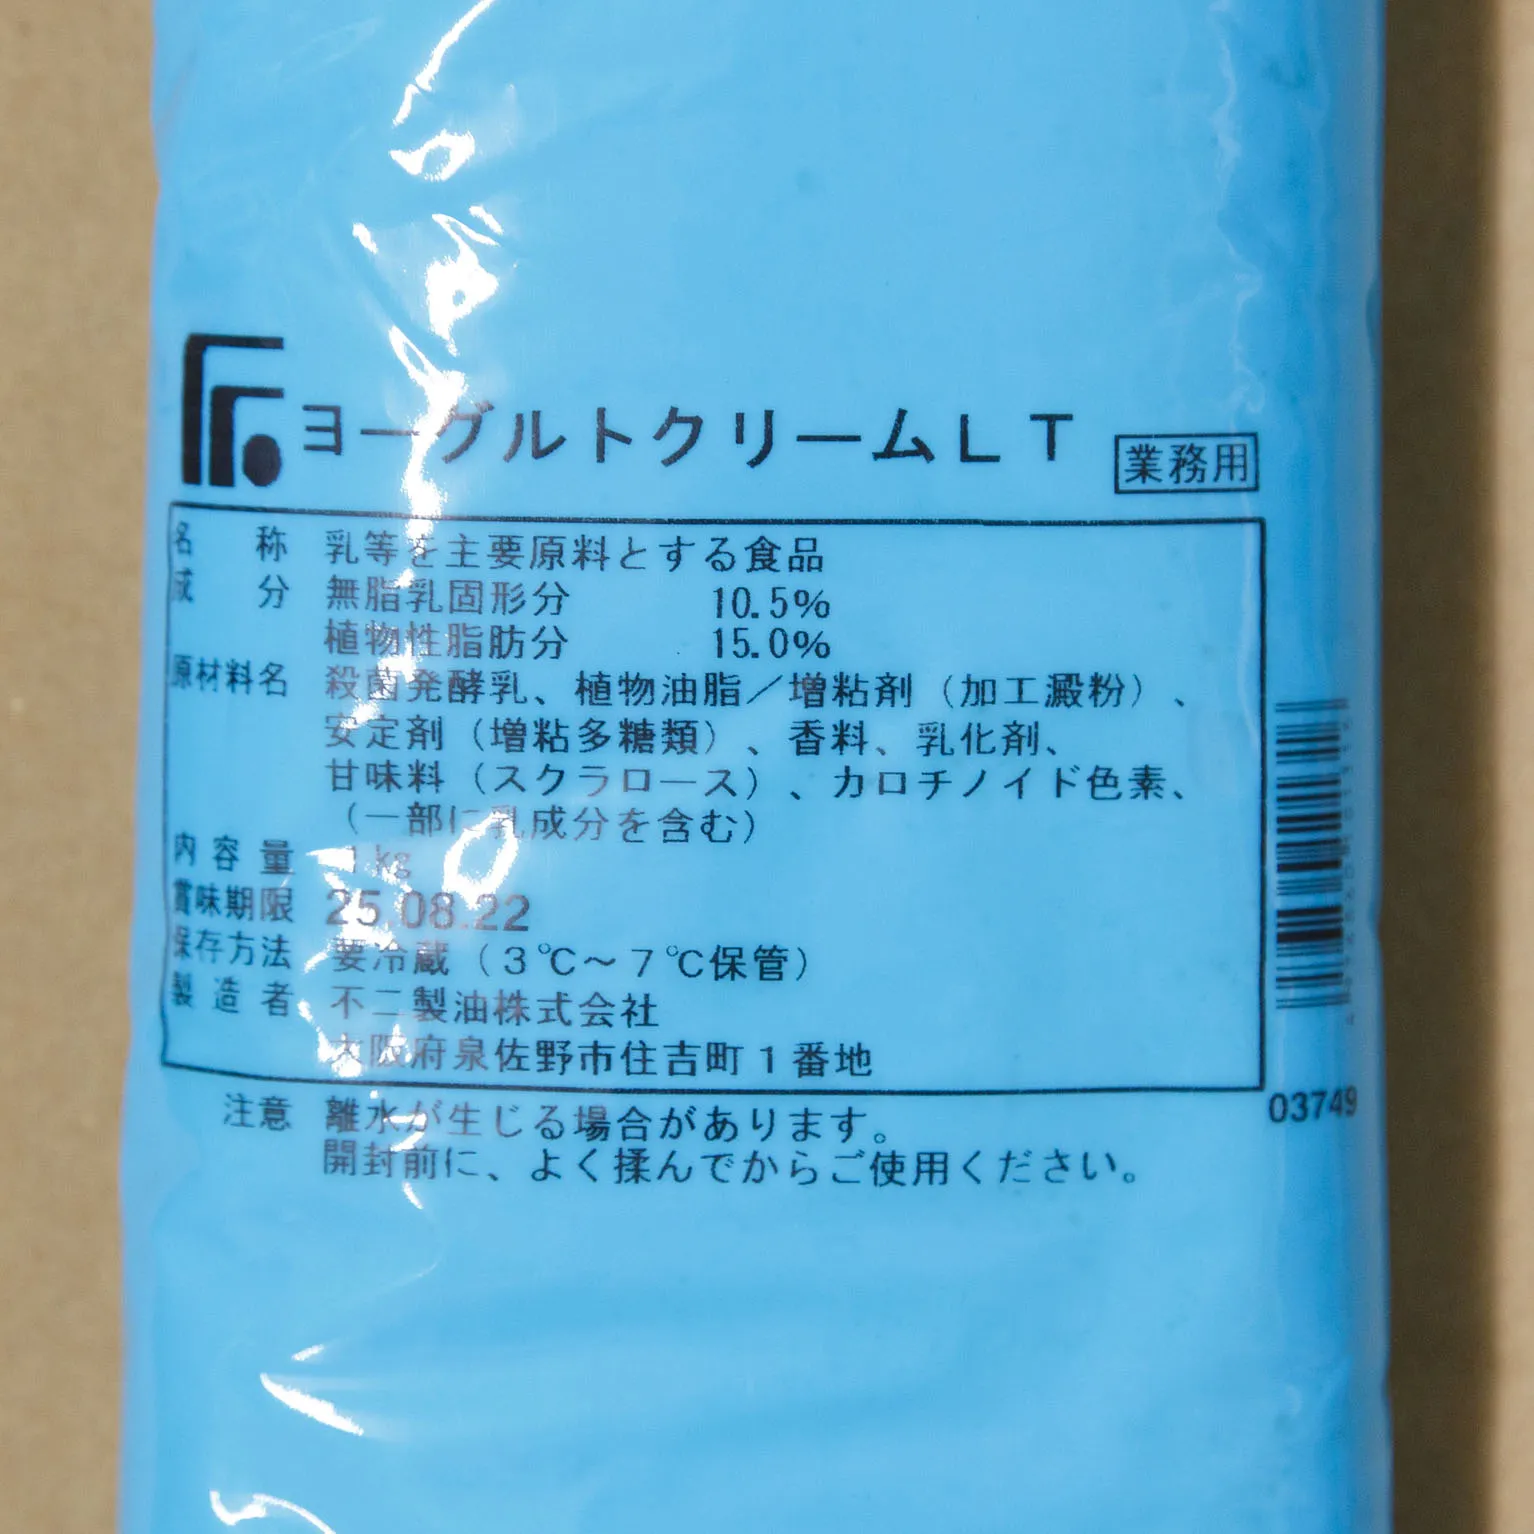 ヨーグルトクリームLT 業務用
名称 乳等を主要原料とする食品
成分 無脂乳固形分 10.5%
植物性脂肪分 15.0%
原材料名 殺菌発酵乳、植物油脂/増粘剤(加工澱粉)、
安定剤(増粘多糖類)、香料、乳化剤、
甘味料(スクラロース)、カロチノイド色素、
(一部に乳成分を含む)
内容量 1kg
賞味期限 25.08.22
保存方法 要冷蔵(3℃~7℃保管)
製造者 不二製油株式会社
大阪府泉佐野市住吉町1番地
03749
注意 離水が生じる場合があります。
開封前に、よく揉んでからご使用ください。